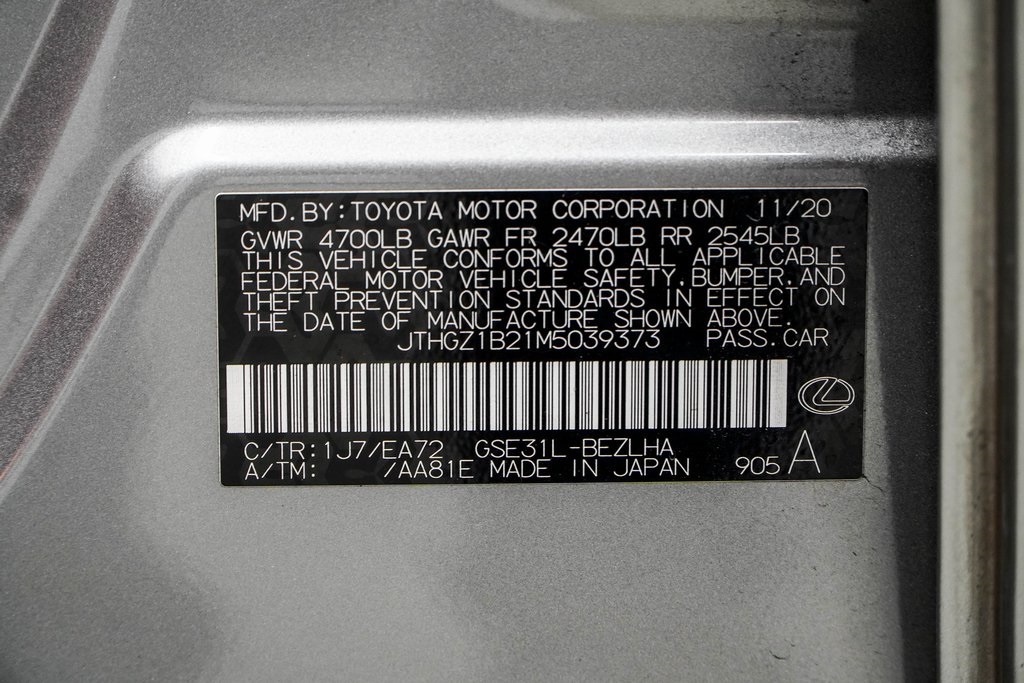 MFD.BY:TOYOTA MOTOR CORPORATION 11/20
GVWR 4700LB GAWR FR 2470LB RR 2545LB
THIS VEHICLE CONFORMS TO ALL APPLICABLE
FEDERAL MOTOR VEHICLE SAFETY,BUMPER,AND
THEFT PREVENTION STANDARDS IN EFFECT ON
THE DATE OF MANUFACTURE SHOWN ABOVE.
JTHGZ1B21M5039373 PASS.CAR
C/TR:1J7/EA72 GSE31L-BEZLHA
A/TM: /AA81E MADE IN JAPAN 905 A